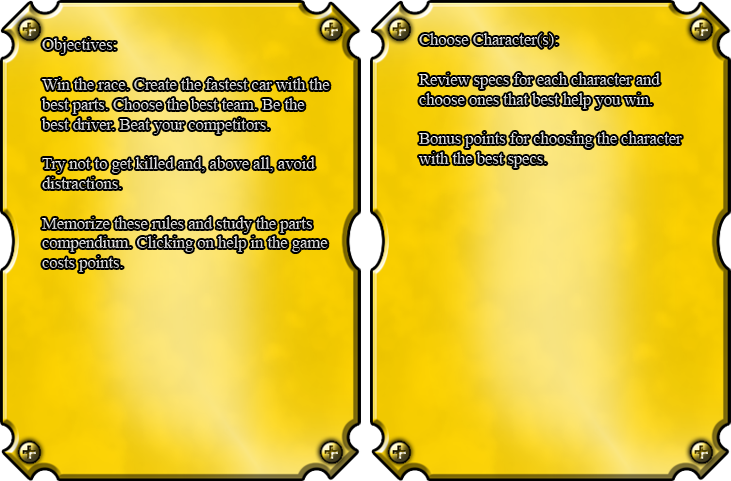 Objectives:
Win the race. Create the fastest car with the
best parts. Choose the best team. Be the
best driver. Beat your competitors.
Try not to get killed and, above all, avoid
distractions.
Memorize these rules and study the parts
compendium. Clicking on help in the game
costs points.
Choose Character(s):
Review specs for each character and
choose ones that best help you win.
Bonus points for choosing the character
with the best specs.